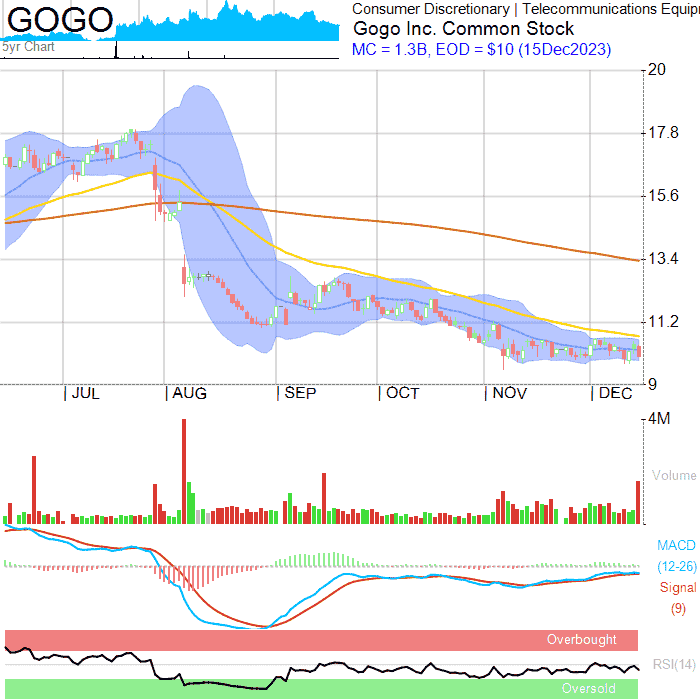 GOGO
5yr Chart
Consumer Discretionary | Telecommunications Equip
Gogo Inc. Common Stock
MC = 1.3B, EOD = $10 (15Dec2023)
20
17.8
15.6
13.4
11.2
9
| JUL | AUG | SEP | OCT | NOV | DEC
4M
Volume
MACD
(12-26)
Signal
(9)
Overbought
RSI(14)
Oversold